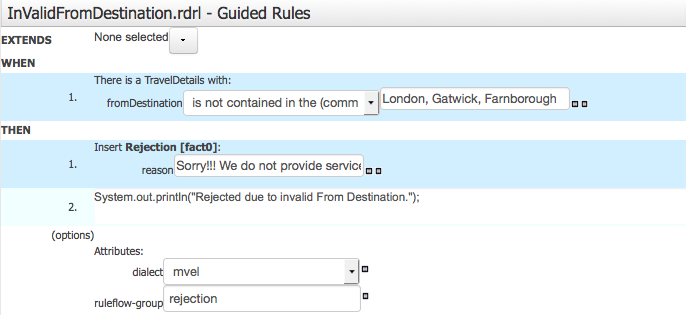 InValidFromDestination.rdrl - Guided Rules
EXTENDS None selected
WHEN
There is a TravelDetails with:
1. fromDestination is not contained in the (comm London, Gatwick, Farnborough
THEN
Insert Rejection [fact0]:
1. reason Sorry!!! We do not provide service
2. System.out.println("Rejected due to invalid From Destination.");
(options)
Attributes:
dialect mvel
ruleflow-group rejection